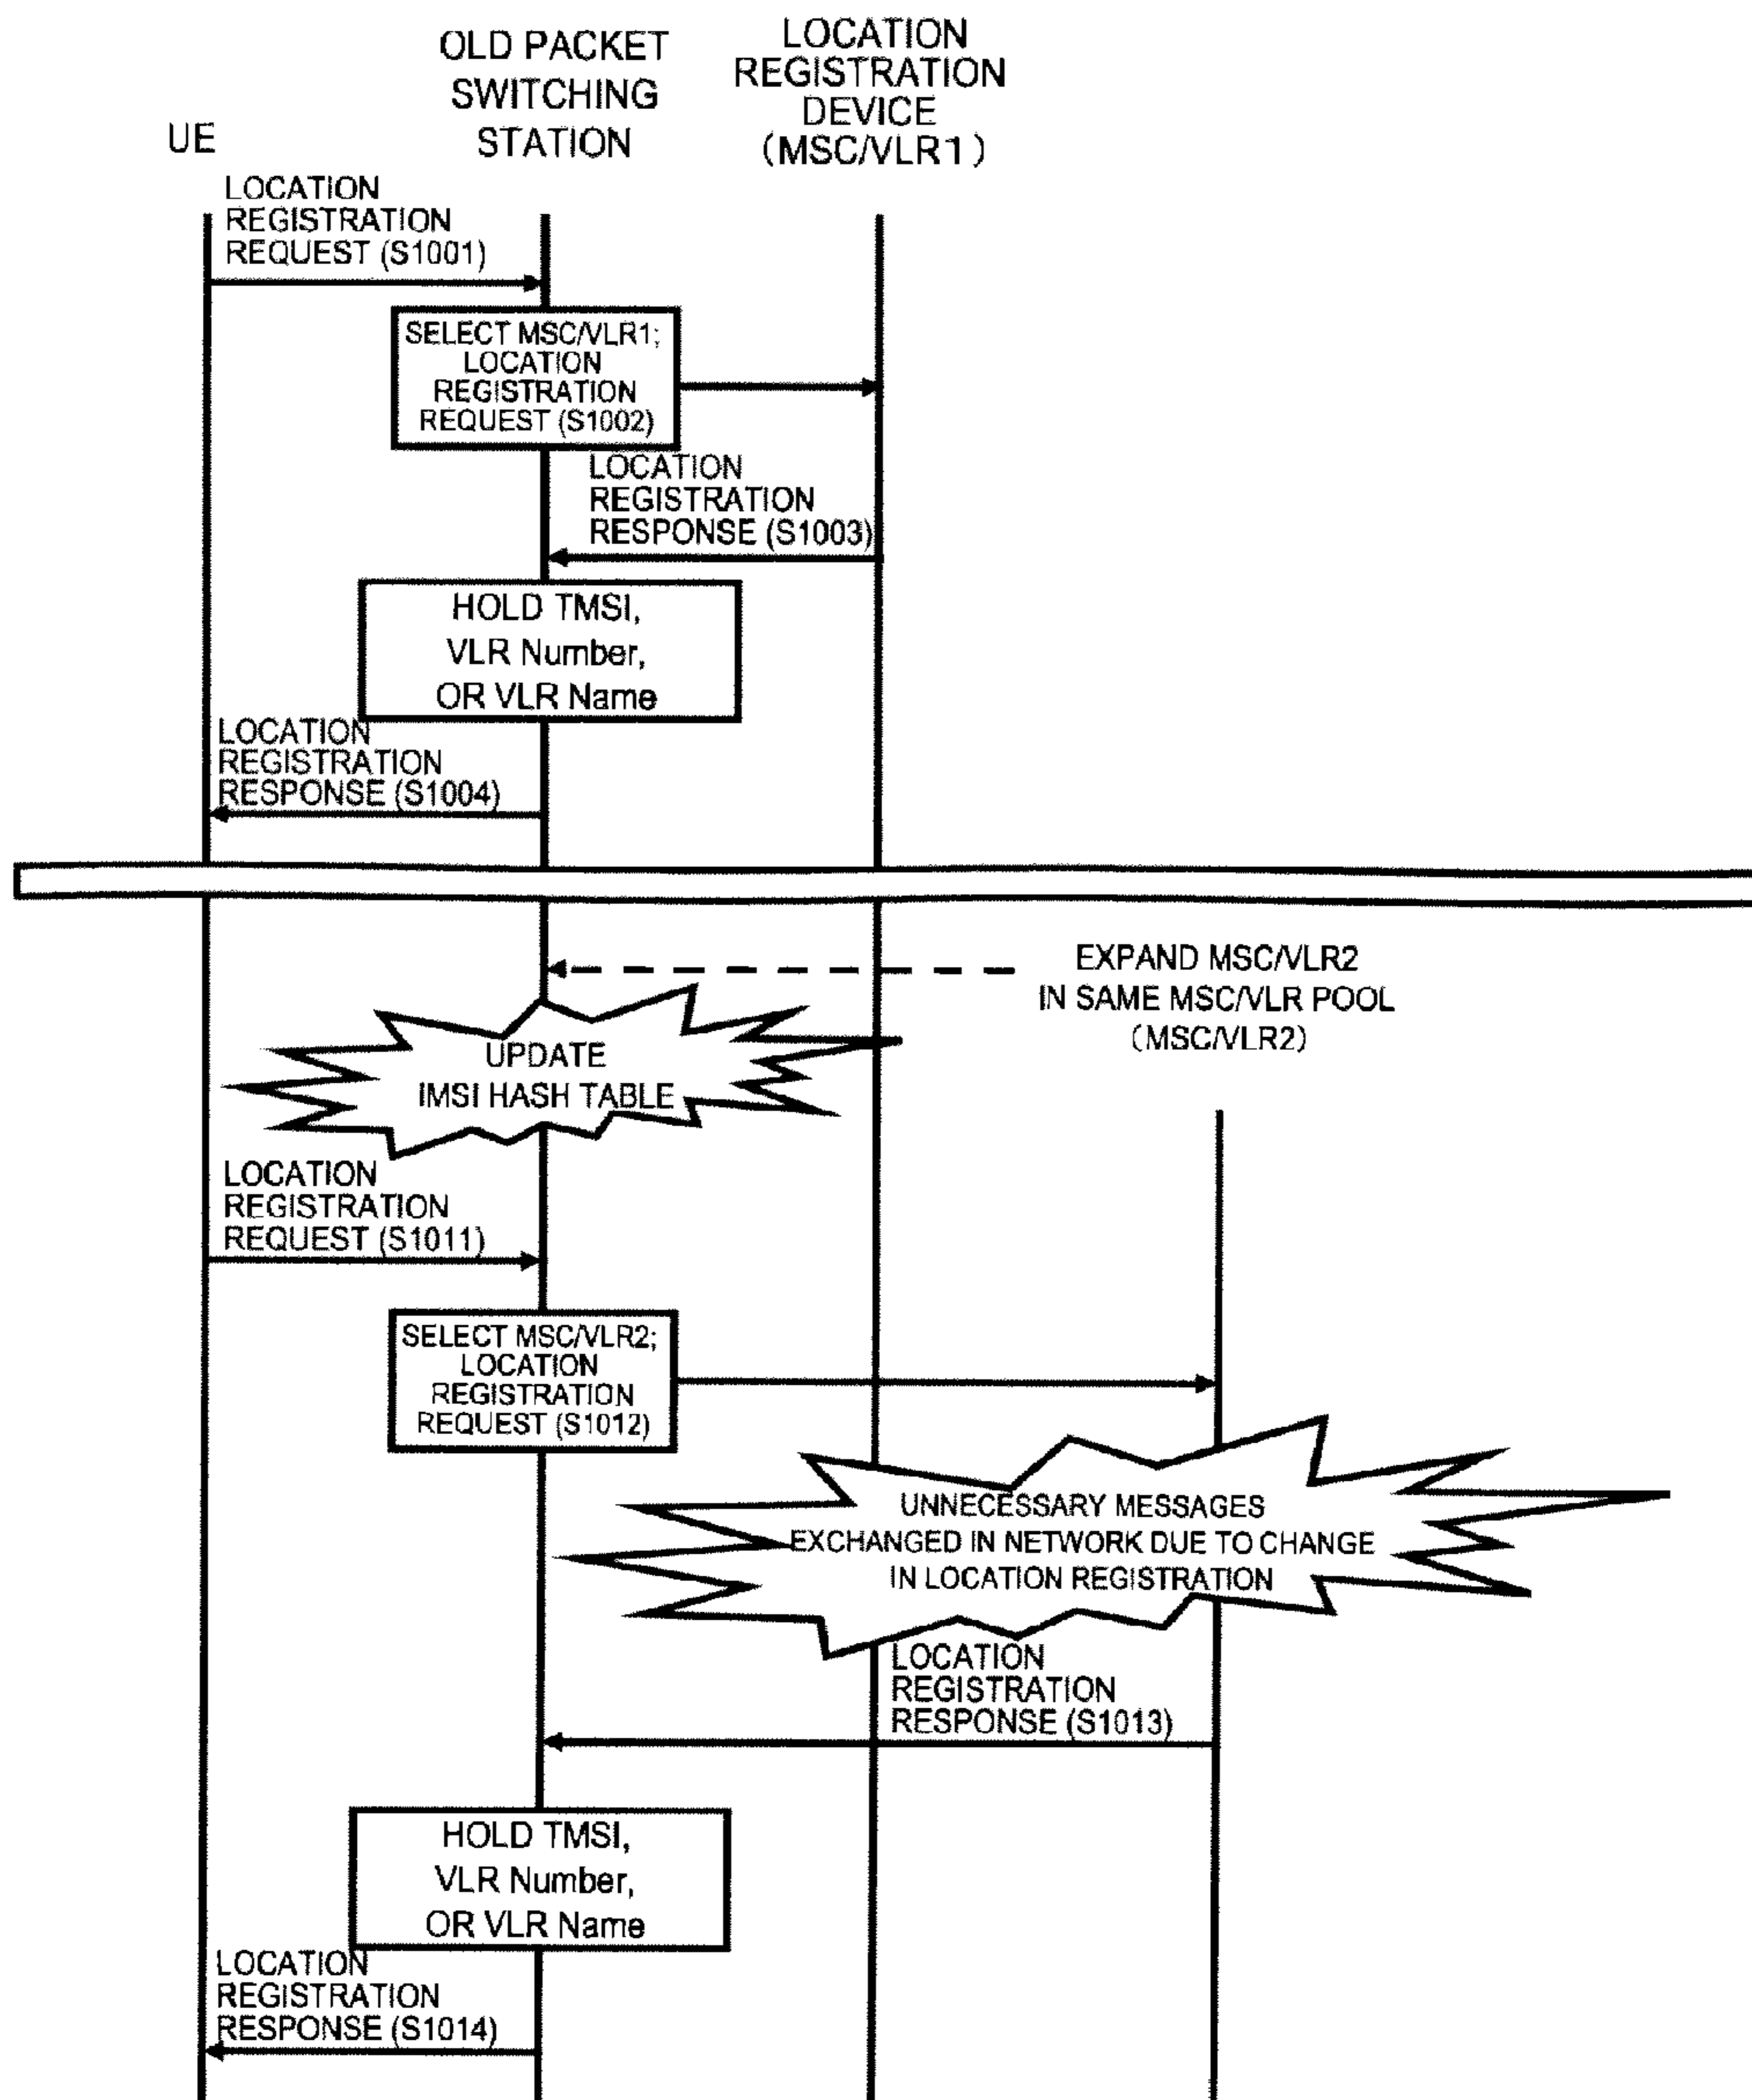 OLD PACKET
SWITCHING
STATION
LOCATION
REGISTRATION
DEVICE
(MSC/VLR1)
UE
LOCATION
REGISTRATION
REQUEST (S1001)
SELECT MSC/VLR1;
LOCATION
REGISTRATION
REQUEST (S1002)
LOCATION
REGISTRATION
RESPONSE (S1003)
HOLD TMSI,
VLR Number,
OR VLR Name
LOCATION
REGISTRATION
RESPONSE (S1004)
EXPAND MSC/VLR2
IN SAME MSC/VLR POOL
(MSC/VLR2)
UPDATE
IMSI HASH TABLE
LOCATION
REGISTRATION
REQUEST (S1011)
SELECT MSC/VLR2;
LOCATION
REGISTRATION
REQUEST (S1012)
UNNECESSARY MESSAGES
EXCHANGED IN NETWORK DUE TO CHANGE
IN LOCATION REGISTRATION
LOCATION
REGISTRATION
RESPONSE (S1013)
HOLD TMSI,
VLR Number,
OR VLR Name
LOCATION
REGISTRATION
RESPONSE (S1014)